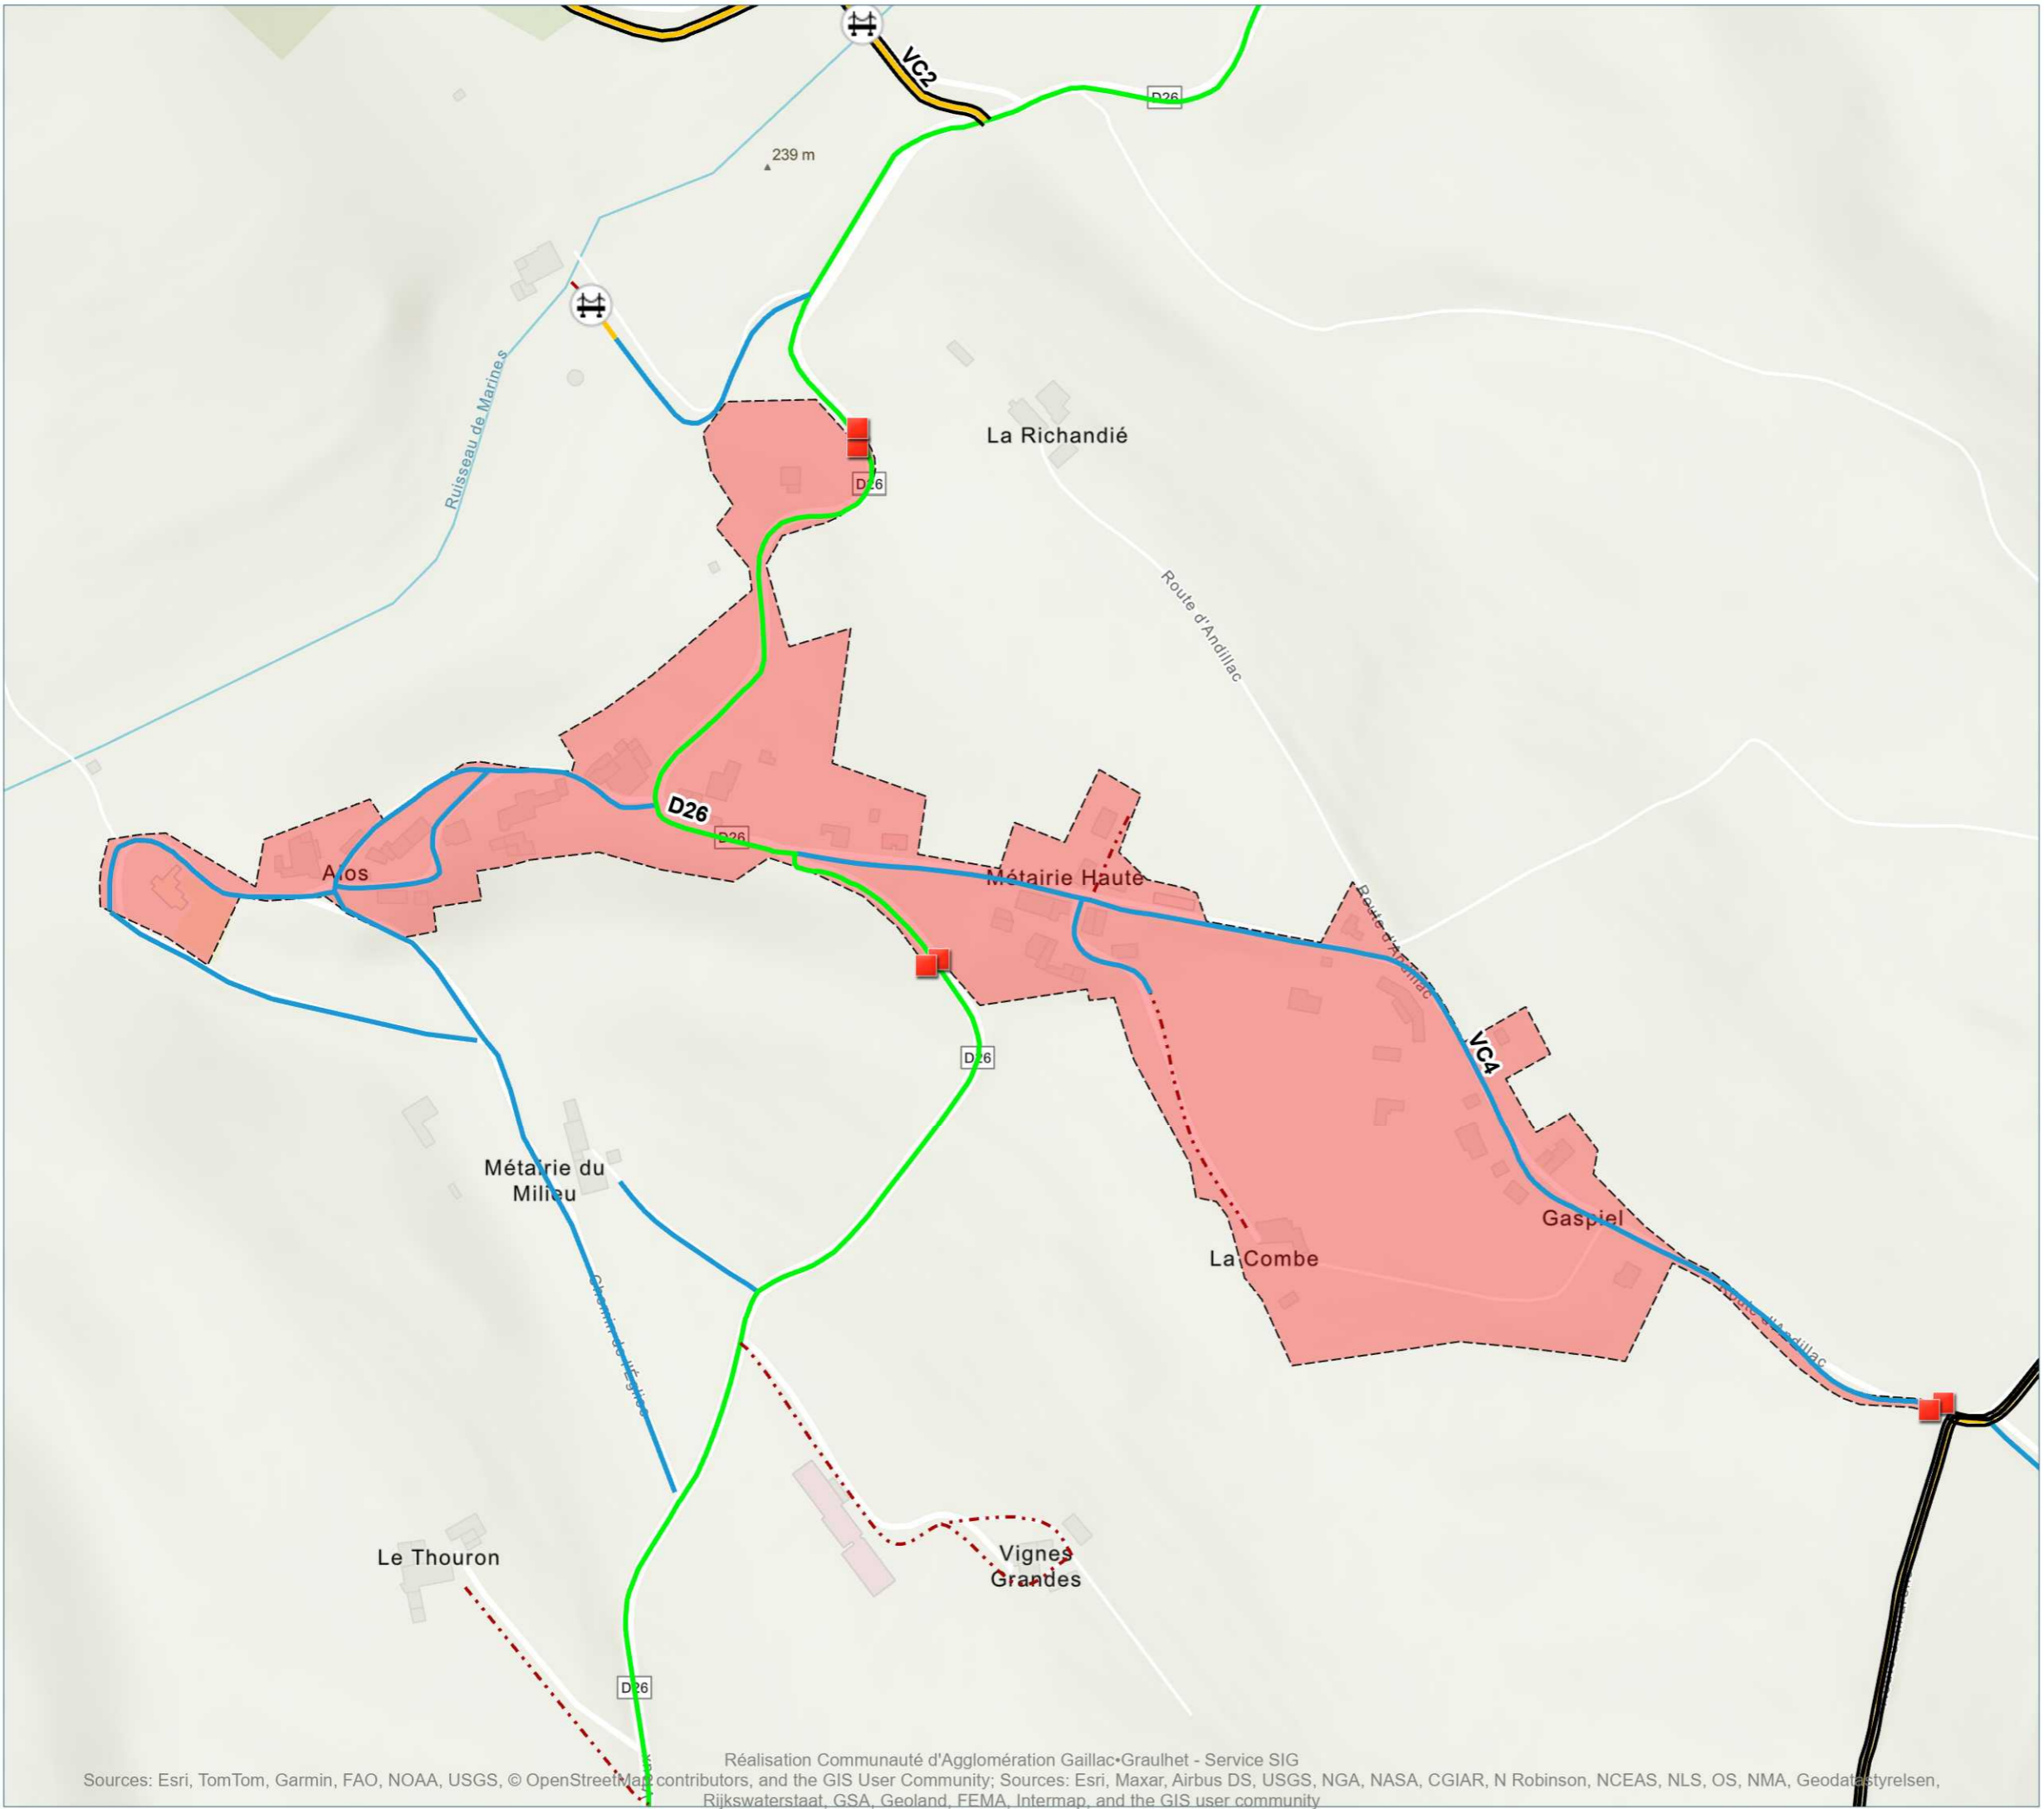 VC2
D26
239 m
Ruisseau de Marines
La Richandié
D26
Route d'Andillac
D26
D26
Alos
Métairie Haute
Route d'Andillac
VC4
D26
Métairie du
Milieu
Gaspiel
La Combe
Route d'Andillac
Chemin de l'Église
Le Thouron
Vignes
Grandes
D26
Réalisation Communauté d'Agglomération Gaillac•Graulhet - Service SIG
Sources: Esri, TomTom, Garmin, FAO, NOAA, USGS, © OpenStreetMap contributors, and the GIS User Community; Sources: Esri, Maxar, Airbus DS, USGS, NGA, NASA, CGIAR, N Robinson, NCEAS, NLS, OS, NMA, Geodatastyrelsen,
Rijkswaterstaat, GSA, Geoland, FEMA, Intermap, and the GIS user community